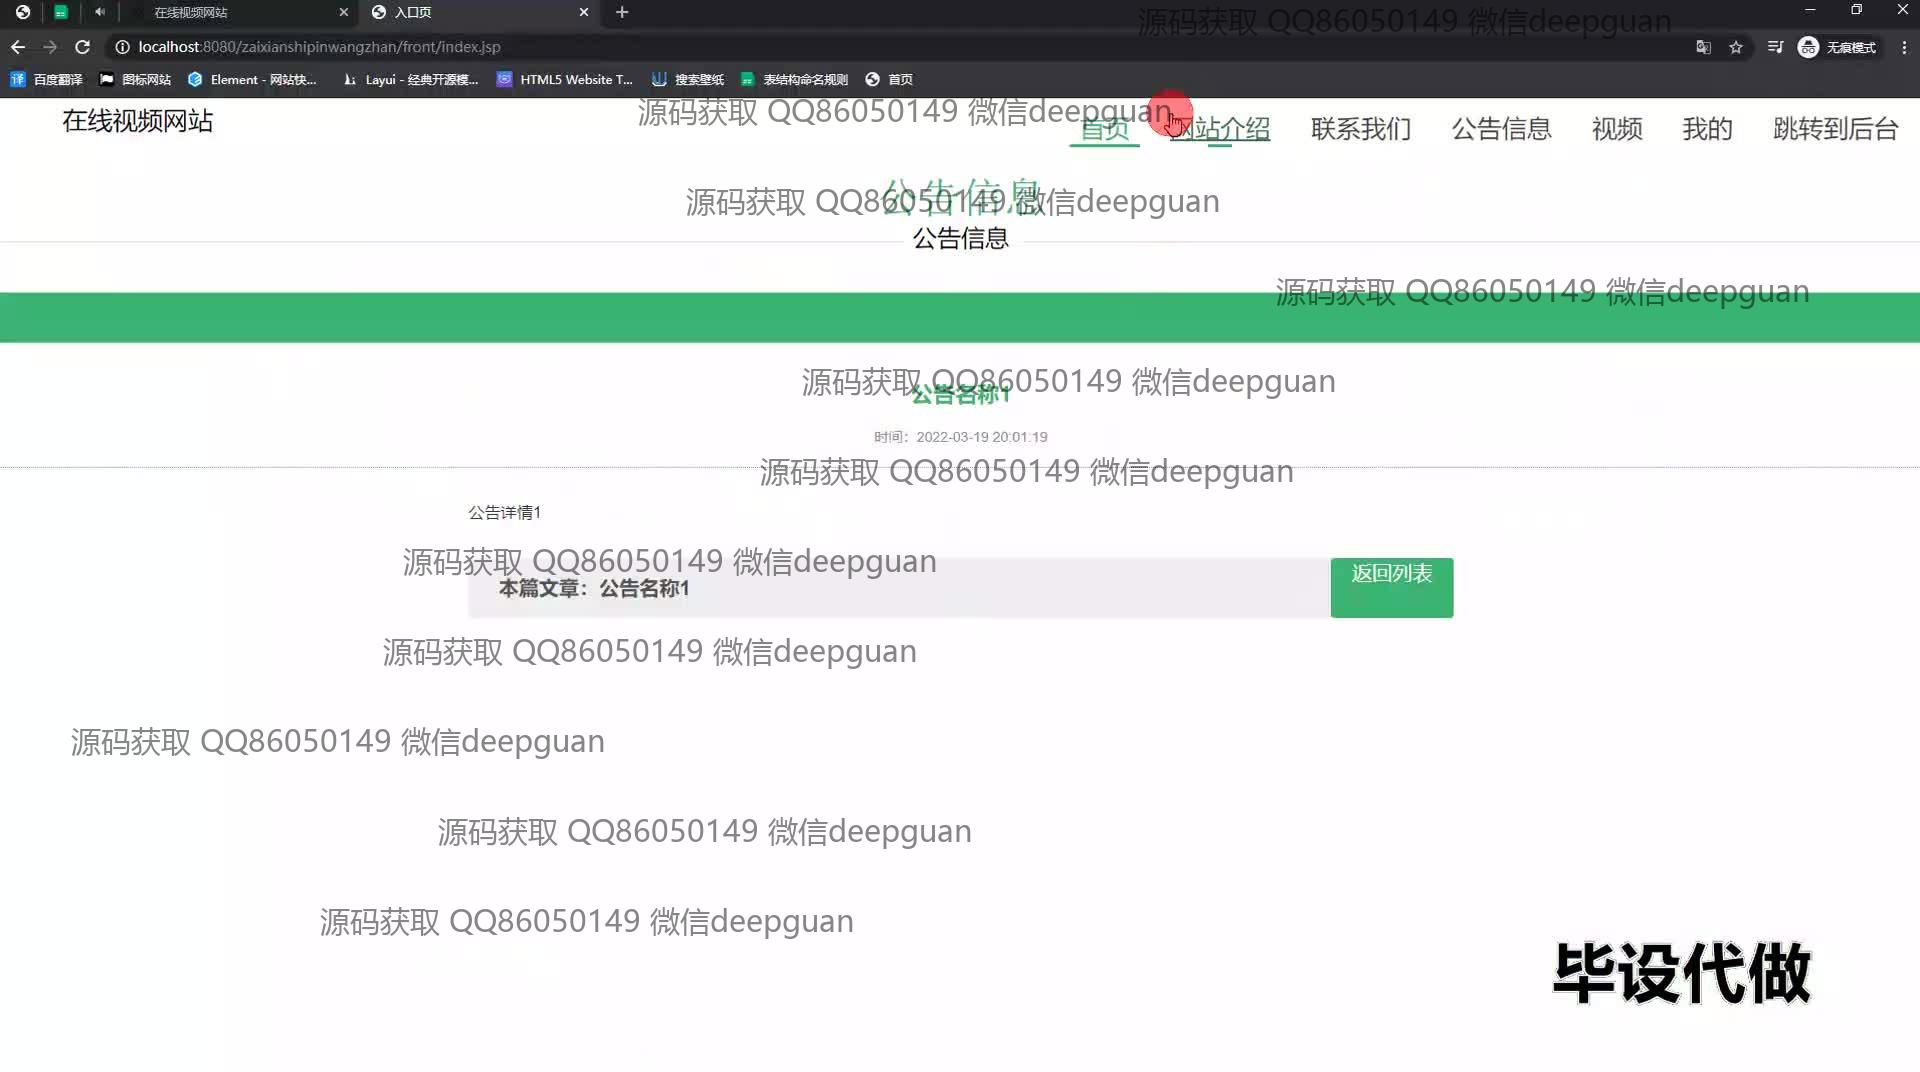 在线视频网站
入口页
源码获取 QQ86050149 微信deepguan
localhost:8080/zaixianshipinwangzhan/front/index.jsp
无痕模式
百度翻译 图标网站 Element - 网站快... Layui - 经典开源模... HTML5 Website T... 搜索壁纸 表结构命名规则 首页
在线视频网站
源码获取 QQ86050149 微信deepguan
首页 网站介绍 联系我们 公告信息 视频 我的 跳转到后台
公告信息
源码获取 QQ86050149 微信deepguan
公告信息
源码获取 QQ86050149 微信deepguan
源码获取 QQ86050149 微信deepguan
公告名称1
时间：2022-03-19 20:01:19
源码获取 QQ86050149 微信deepguan
公告详情1
源码获取 QQ86050149 微信deepguan
本篇文章：公告名称1
返回列表
源码获取 QQ86050149 微信deepguan
源码获取 QQ86050149 微信deepguan
源码获取 QQ86050149 微信deepguan
源码获取 QQ86050149 微信deepguan
毕设代做